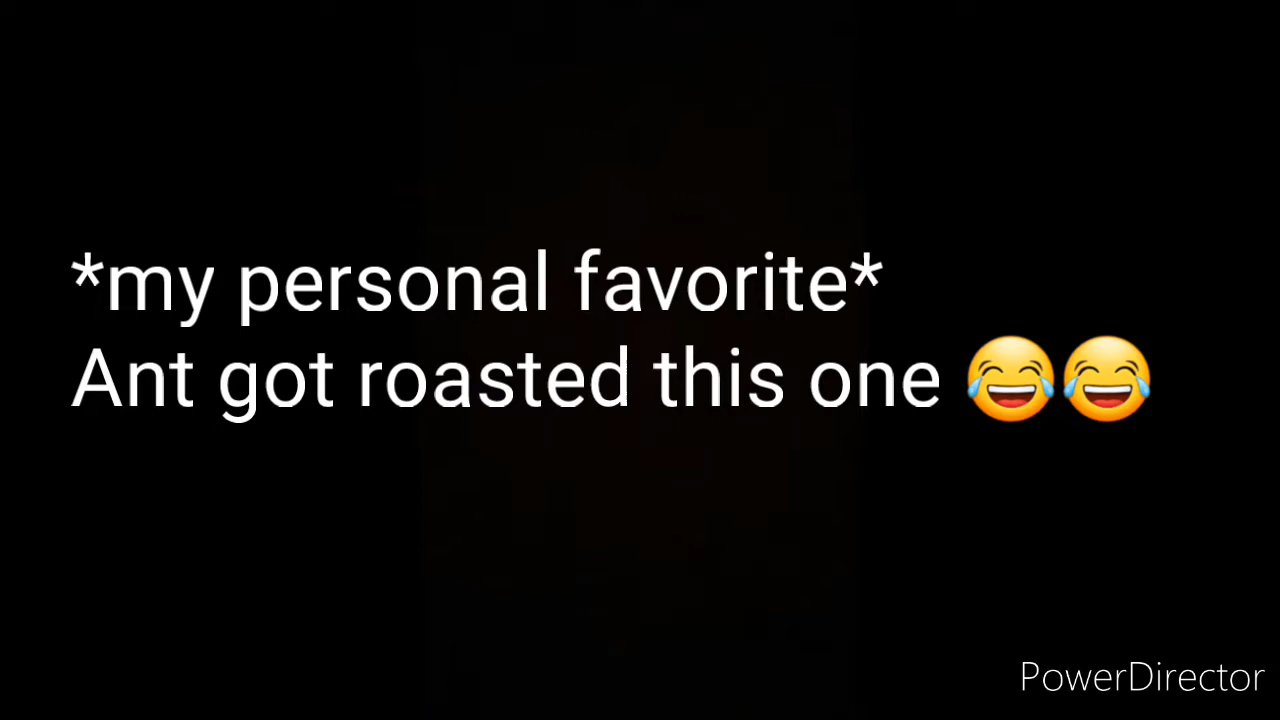 *my personal favorite*
Ant got roasted this one 😂😂
PowerDirector